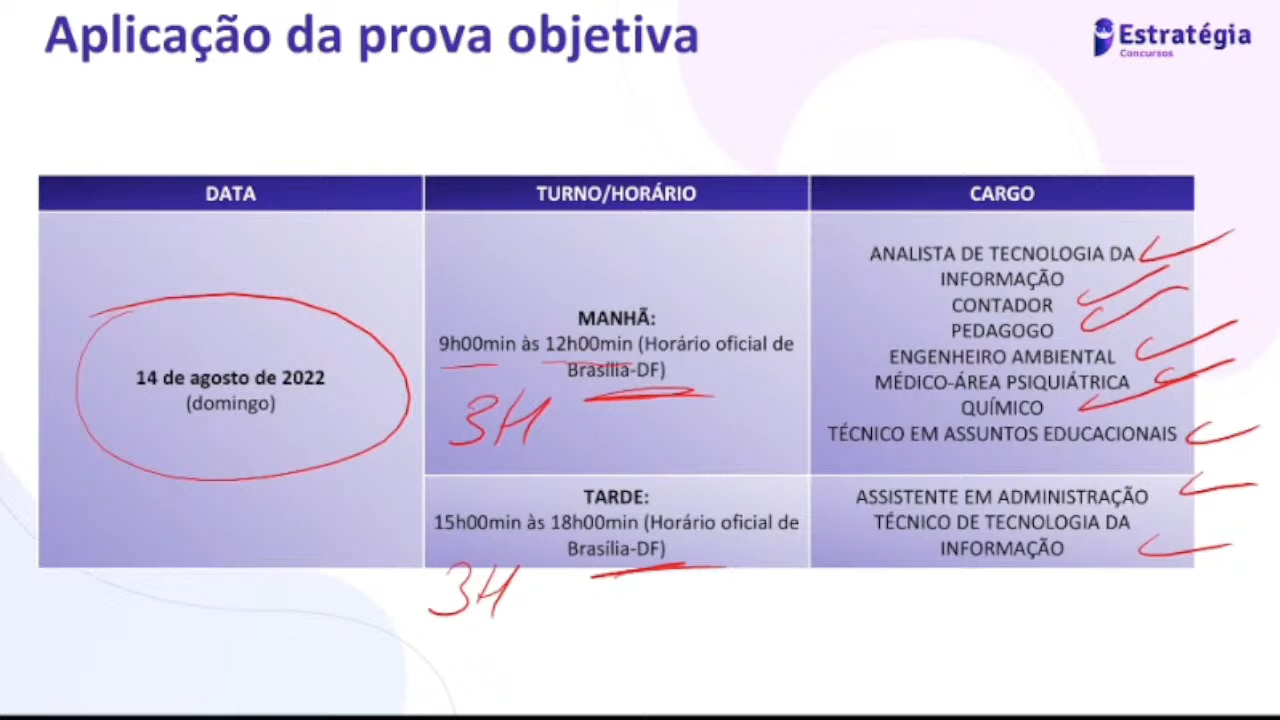 Aplicação da prova objetiva
Estratégia
Concursos
DATA
TURNO/HORÁRIO
CARGO
14 de agosto de 2022
(domingo)
MANHÃ:
9h00min às 12h00min (Horário oficial de
Brasília-DF)
3H
ANALISTA DE TECNOLOGIA DA
INFORMAÇÃO
CONTADOR
PEDAGOGO
ENGENHEIRO AMBIENTAL
MÉDICO-ÁREA PSIQUIÁTRICA
QUÍMICO
TÉCNICO EM ASSUNTOS EDUCACIONAIS
TARDE:
15h00min às 18h00min (Horário oficial de
Brasília-DF)
3H
ASSISTENTE EM ADMINISTRAÇÃO
TÉCNICO DE TECNOLOGIA DA
INFORMAÇÃO